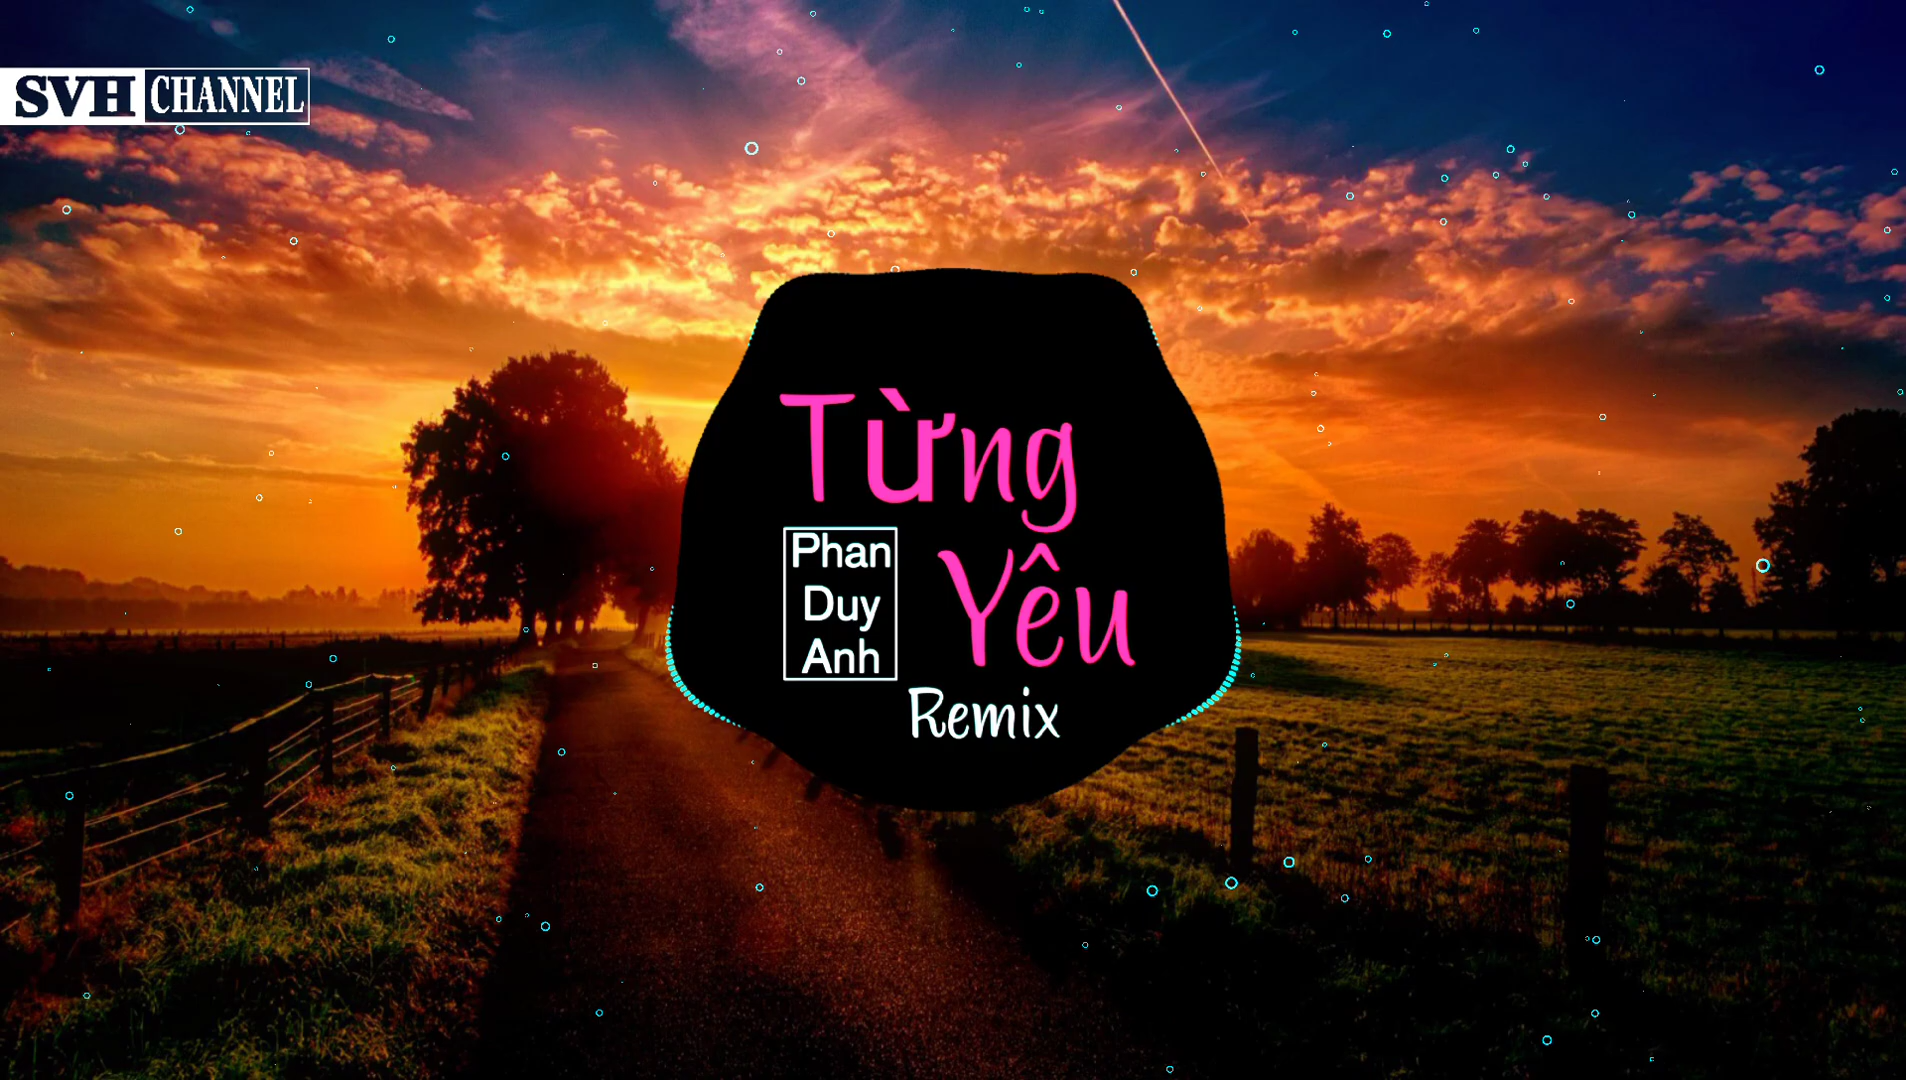 SVH CHANNEL
Từng
Yêu
Phan
Duy
Anh
Remix